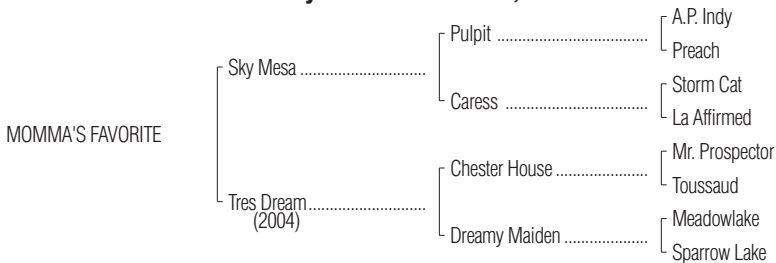 A.P. Indy
Pulpit
Preach
Sky Mesa
Storm Cat
Caress
La Affirmed
MOMMA'S FAVORITE
Mr. Prospector
Chester House
Toussaud
Tres Dream
(2004)
Meadowlake
Dreamy Maiden
Sparrow Lake